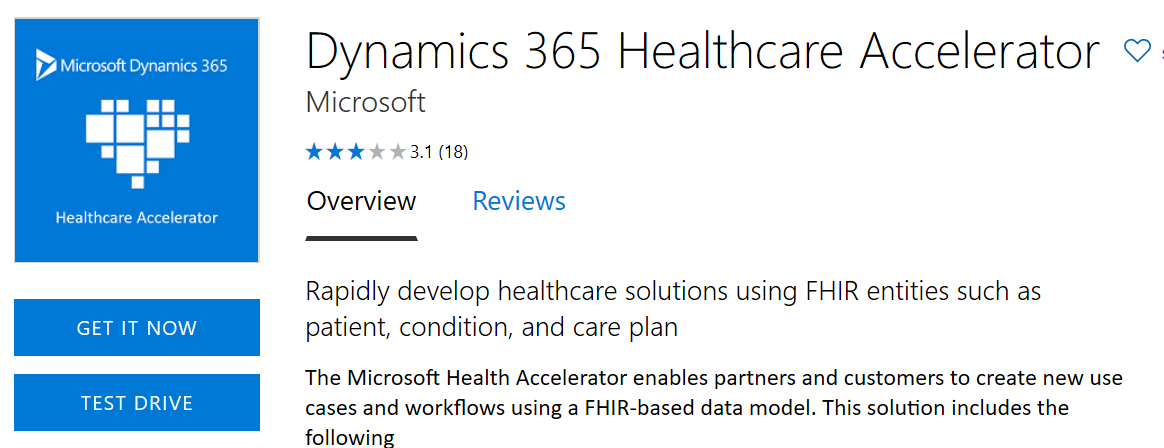 Microsoft Dynamics 365
Healthcare Accelerator
GET IT NOW
TEST DRIVE
Dynamics 365 Healthcare Accelerator
Microsoft
3.1 (18)
Overview Reviews
Rapidly develop healthcare solutions using FHIR entities such as
patient, condition, and care plan
The Microsoft Health Accelerator enables partners and customers to create new use
cases and workflows using a FHIR-based data model. This solution includes the
following